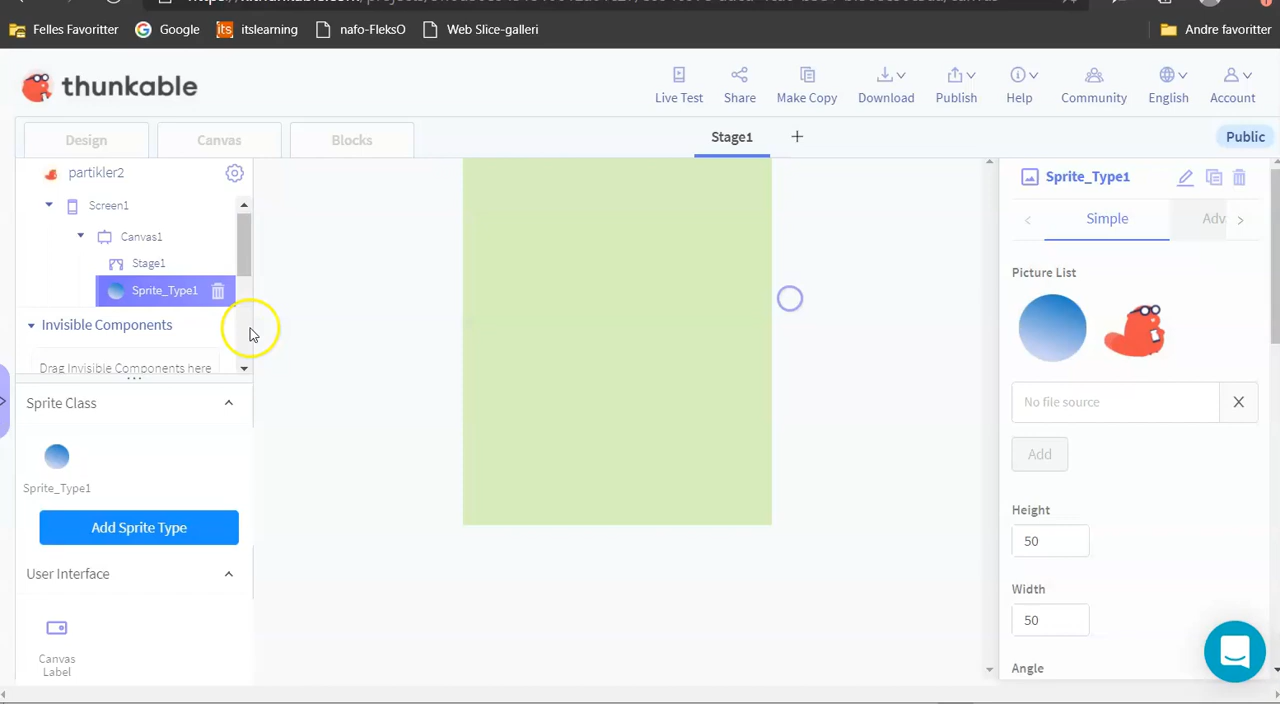 Felles Favoritter
Google
its itslearning
nafo-FleksO
Web Slice-galleri
Andre favoritter
thunkable
Live Test
Share
Make Copy
Download
Publish
Help
Community
English
Account
Design
Canvas
Blocks
Stage1
+
Public
partikler2
Screen1
Canvas1
Stage1
Sprite_Type1
Invisible Components
Drag Invisible Components here
Sprite Class
Sprite_Type1
Add Sprite Type
User Interface
Canvas
Label
Sprite_Type1
Simple
Adv
Picture List
No file source
Add
Height
50
Width
50
Angle